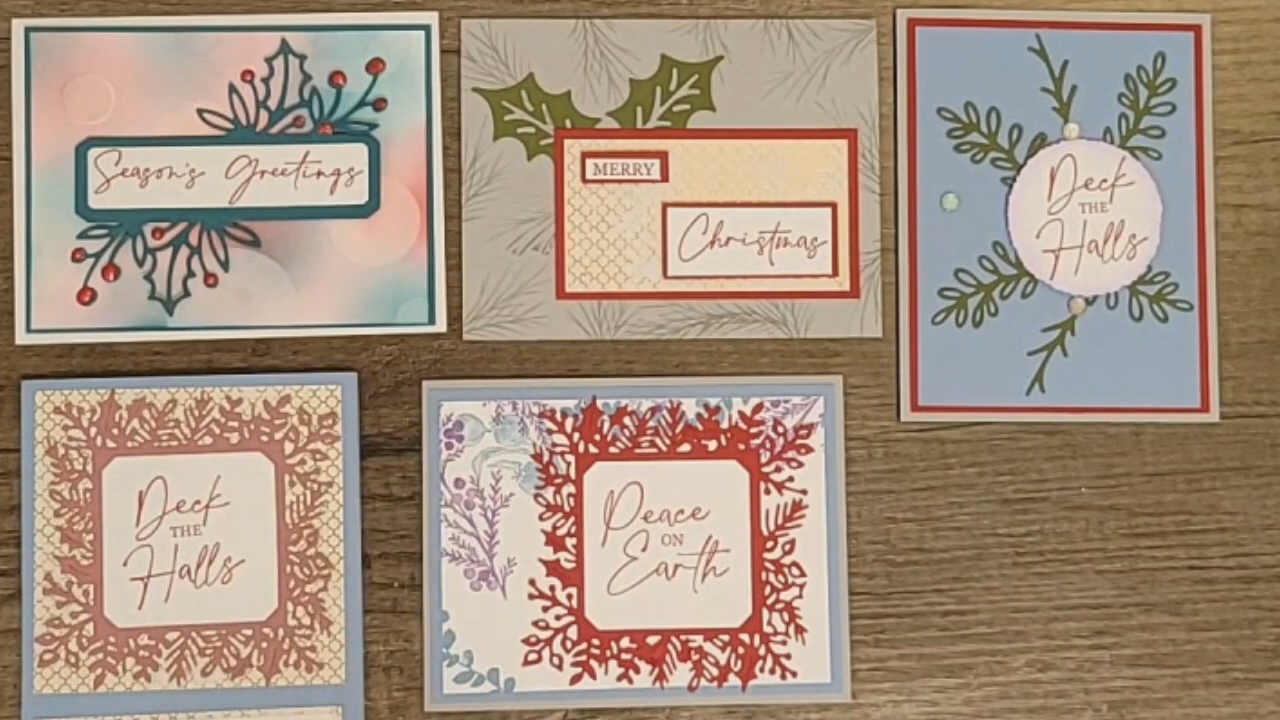 Season's Greetings
MERRY
Christmas
Deck
THE
Halls
Deck
THE
Halls
Peace
ON
Earth